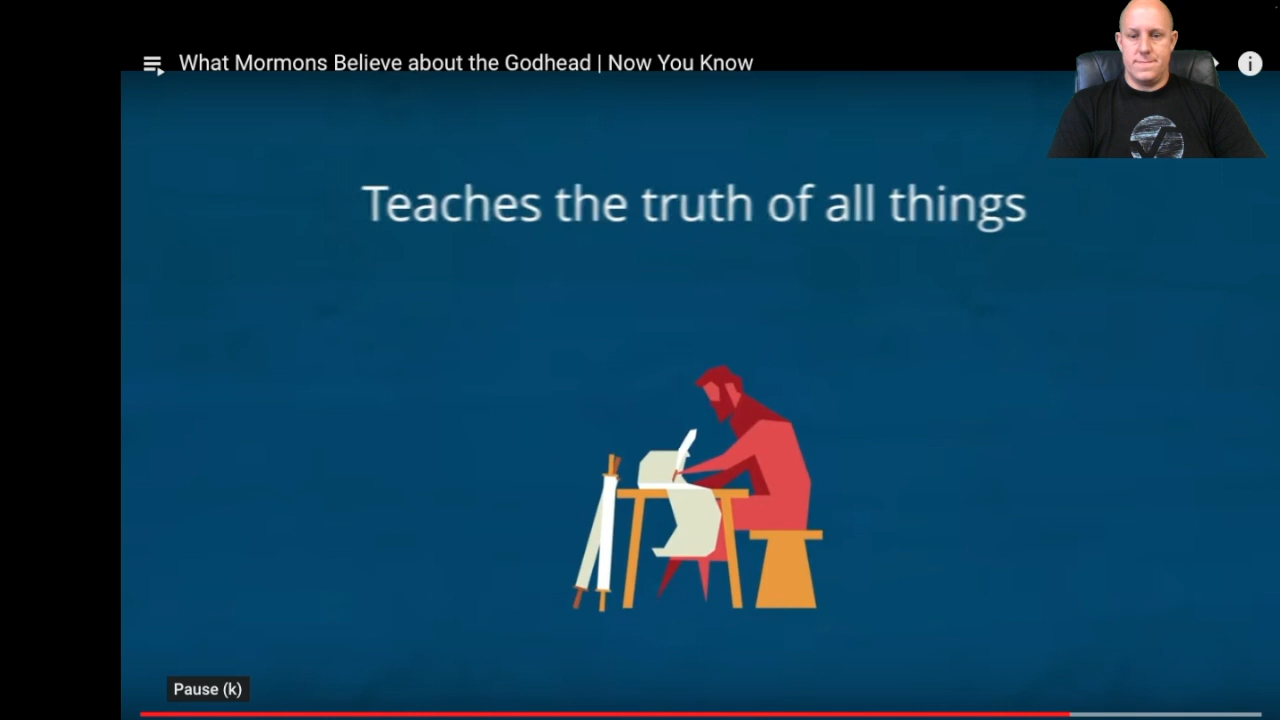 What Mormons Believe about the Godhead | Now You Know
Teaches the truth of all things
Pause (k)